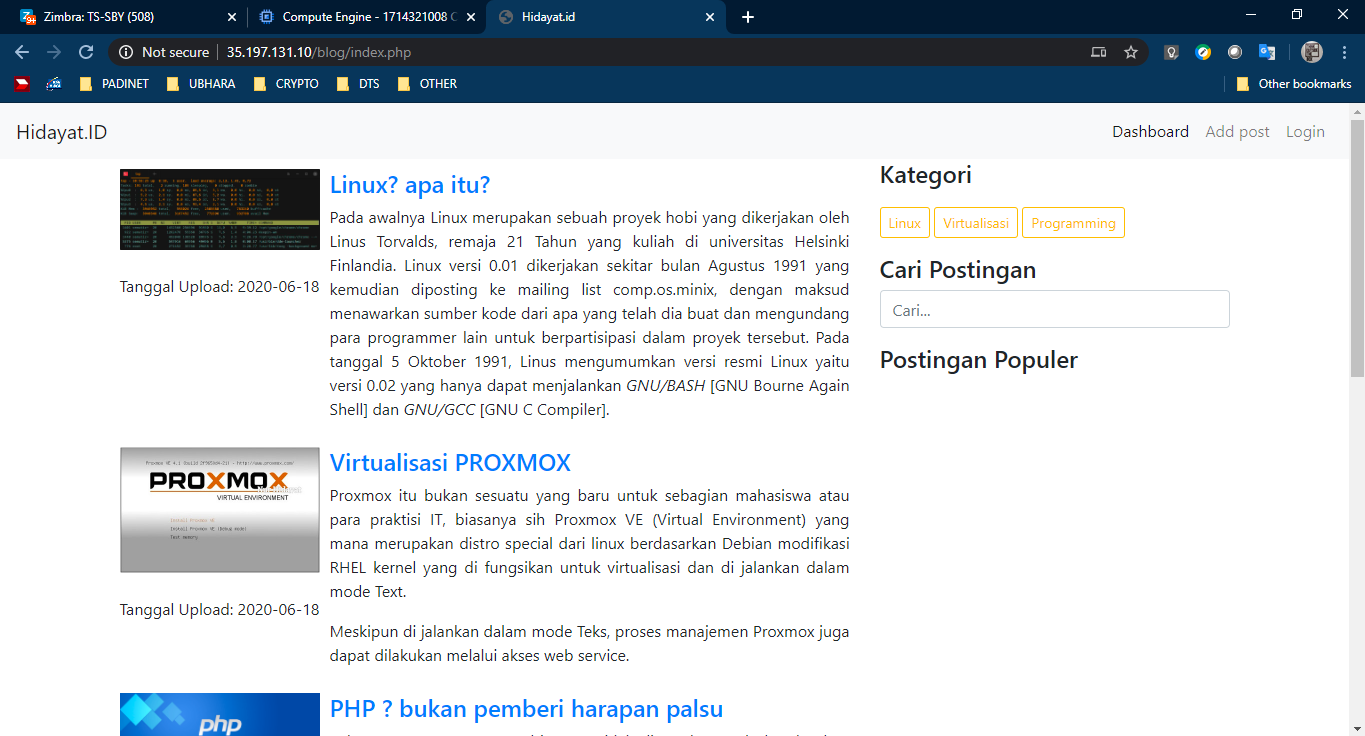 Zimbra: TS-SBY (508)
Compute Engine - 1714321008
Hidayat.id
Not secure
35.197.131.10/blog/index.php
PADINET
UBHARA
CRYPTO
DTS
OTHER
Other bookmarks
Hidayat.ID
Dashboard
Add post
Login
Linux? apa itu?
Pada awalnya Linux merupakan sebuah proyek hobi yang dikerjakan oleh
Linus Torvalds, remaja 21 Tahun yang kuliah di universitas Helsinki
Finlandia. Linux versi 0.01 dikerjakan sekitar bulan Agustus 1991 yang
kemudian diposting ke mailing list comp.os.minix, dengan maksud
menawarkan sumber kode dari apa yang telah dia buat dan mengundang
para programmer lain untuk berpartisipasi dalam proyek tersebut. Pada
tanggal 5 Oktober 1991, Linus mengumumkan versi resmi Linux yaitu
versi 0.02 yang hanya dapat menjalankan GNU/BASH [GNU Bourne Again
Shell] dan GNU/GCC [GNU C Compiler].
Tanggal Upload: 2020-06-18
PROXMOX
VIRTUAL ENVIRONMENT
Install Proxmox VE
Install Proxmox VE (Debug mode)
Test memory
Tanggal Upload: 2020-06-18
Virtualisasi PROXMOX
Proxmox itu bukan sesuatu yang baru untuk sebagian mahasiswa atau
para praktisi IT, biasanya sih Proxmox VE (Virtual Environment) yang
mana merupakan distro special dari linux berdasarkan Debian modifikasi
RHEL kernel yang di fungsikan untuk virtualisasi dan di jalankan dalam
mode Text.
Meskipun di jalankan dalam mode Teks, proses manajemen Proxmox juga
dapat dilakukan melalui akses web service.
php
PHP ? bukan pemberi harapan palsu
Kategori
Linux
Virtualisasi
Programming
Cari Postingan
Cari...
Postingan Populer